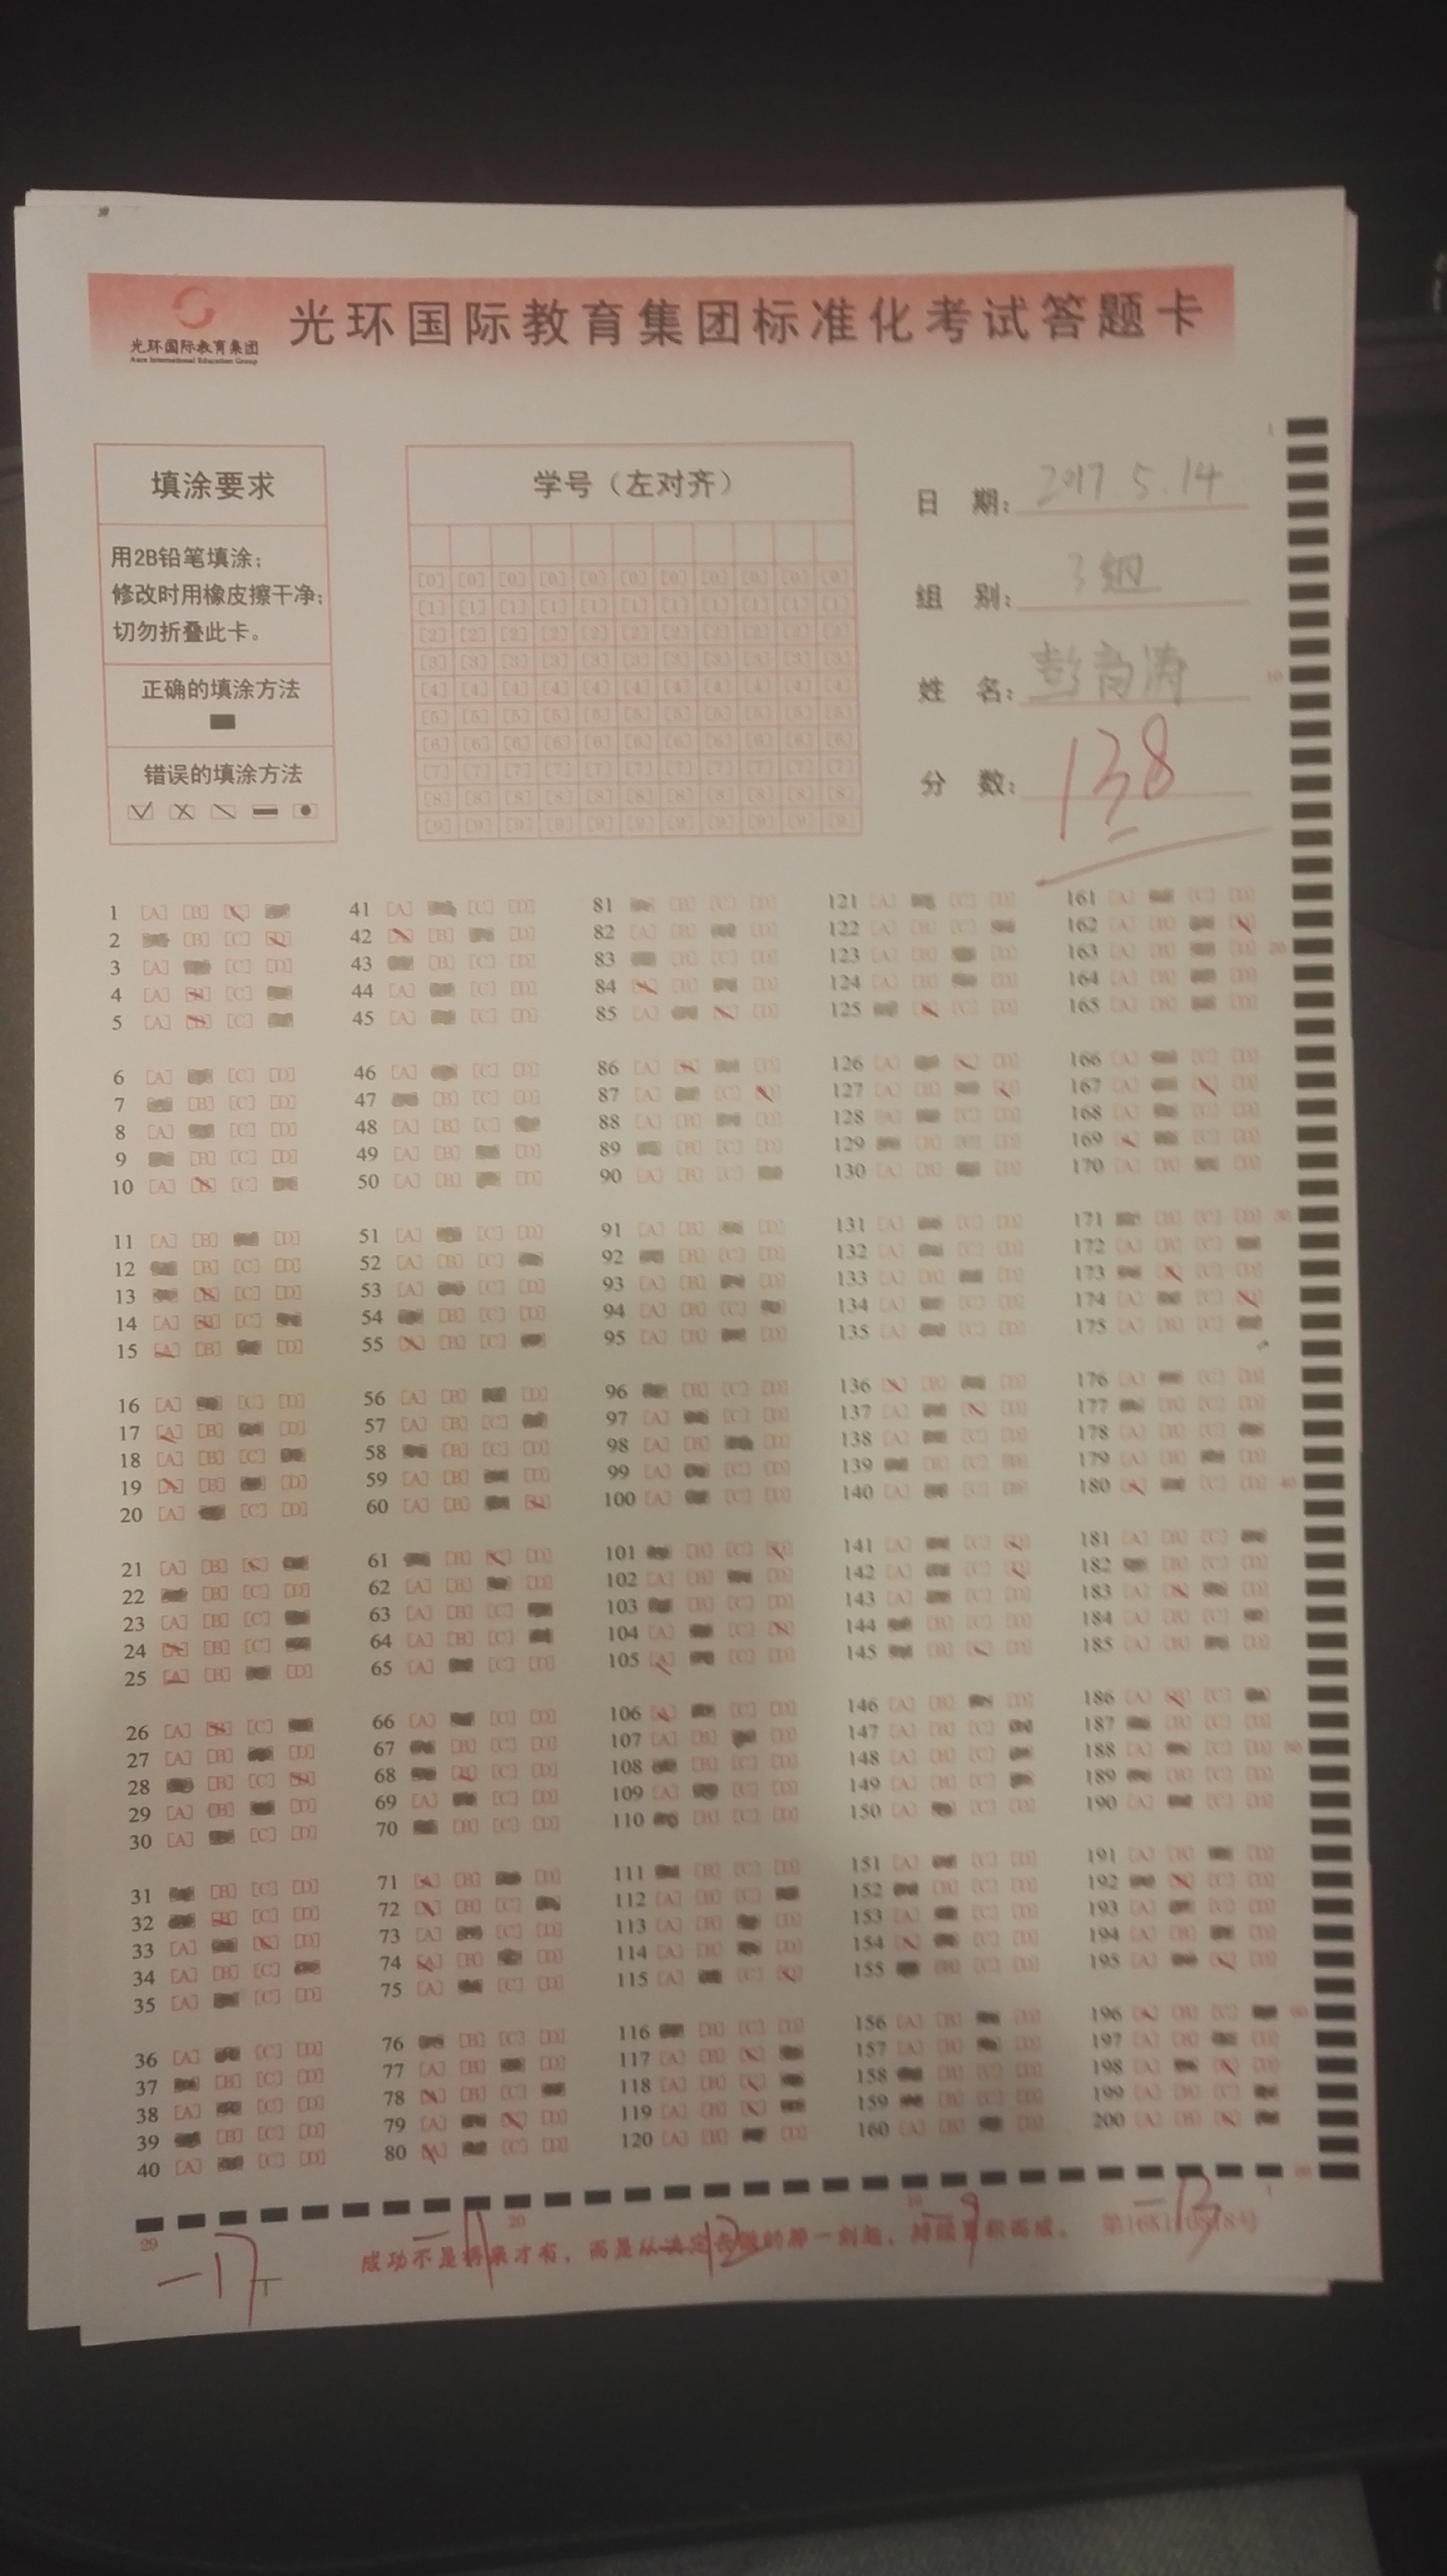 光环国际教育集团
Aura International Education Group
光环国际教育集团标准化考试答题卡
填涂要求
用2B铅笔填涂;
修改时用橡皮擦干净;
切勿折叠此卡。
正确的填涂方法
错误的填涂方法
学号（左对齐）
[0] [0] [0] [0] [0] [0] [0] [0] [0] [0] [0]
[1] [1] [1] [1] [1] [1] [1] [1] [1] [1] [1]
[2] [2] [2] [2] [2] [2] [2] [2] [2] [2] [2]
[3] [3] [3] [3] [3] [3] [3] [3] [3] [3] [3]
[4] [4] [4] [4] [4] [4] [4] [4] [4] [4] [4]
[5] [5] [5] [5] [5] [5] [5] [5] [5] [5] [5]
[6] [6] [6] [6] [6] [6] [6] [6] [6] [6] [6]
[7] [7] [7] [7] [7] [7] [7] [7] [7] [7] [7]
[8] [8] [8] [8] [8] [8] [8] [8] [8] [8] [8]
[9] [9] [9] [9] [9] [9] [9] [9] [9] [9] [9]
日 期: 2017 5.14
组 别: 3组
姓 名: 彭 涛
分 数: 138
1 41 81 121 161
2 42 82 122 162
3 43 83 123 163
4 44 84 124 164
5 45 85 125 165
6 46 86 126 166
7 47 87 127 167
8 48 88 128 168
9 49 89 129 169
10 50 90 130 170
11 51 91 131 171
12 52 92 132 172
13 53 93 133 173
14 54 94 134 174
15 55 95 135 175
16 56 96 136 176
17 57 97 137 177
18 58 98 138 178
19 59 99 139 179
20 60 100 140 180
21 61 101 141 181
22 62 102 142 182
23 63 103 143 183
24 64 104 144 184
25 65 105 145 185
26 66 106 146 186
27 67 107 147 187
28 68 108 148 188
29 69 109 149 189
30 70 110 150 190
31 71 111 151 191
32 72 112 152 192
33 73 113 153 193
34 74 114 154 194
35 75 115 155 195
36 76 116 156 196
37 77 117 157 197
38 78 118 158 198
39 79 119 159 199
40 80 120 160 200
29 20 10 1
成功不是将来才有，而是从决定去做的那一刻起，持续累积而成。
-17 -11 -12 -9 -13